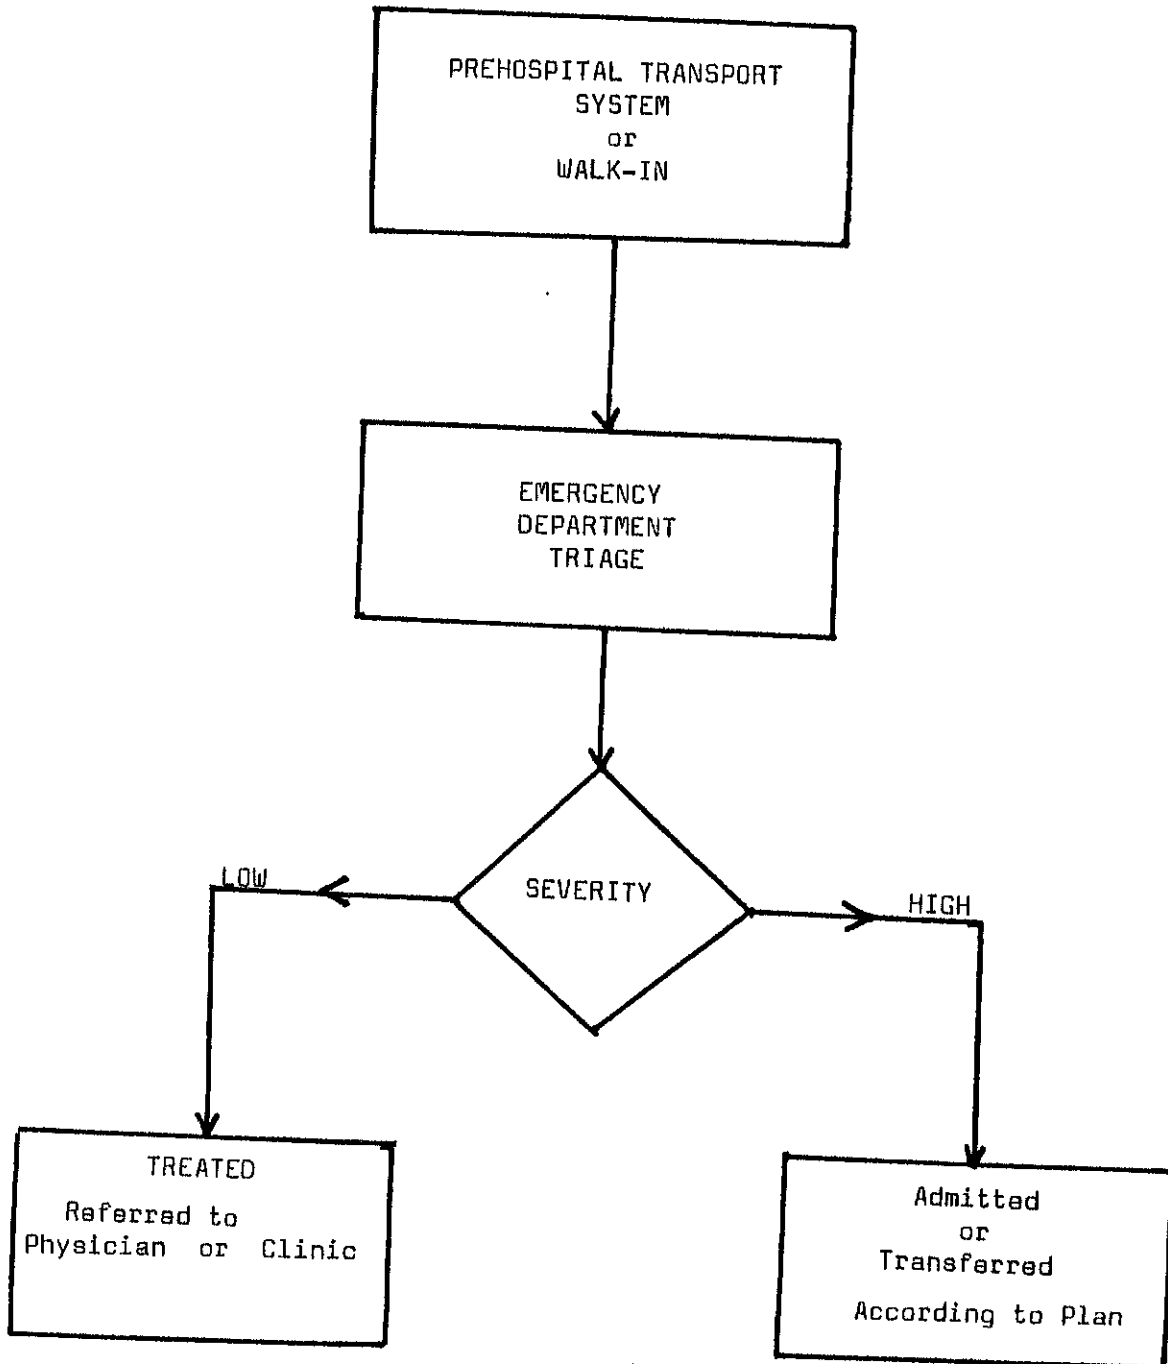 PREHOSPITAL TRANSPORT
SYSTEM
or
WALK-IN
EMERGENCY
DEPARTMENT
TRIAGE
SEVERITY
LOW
HIGH
TREATED
Referred to
Physician or Clinic
Admitted
or
Transferred
According to Plan